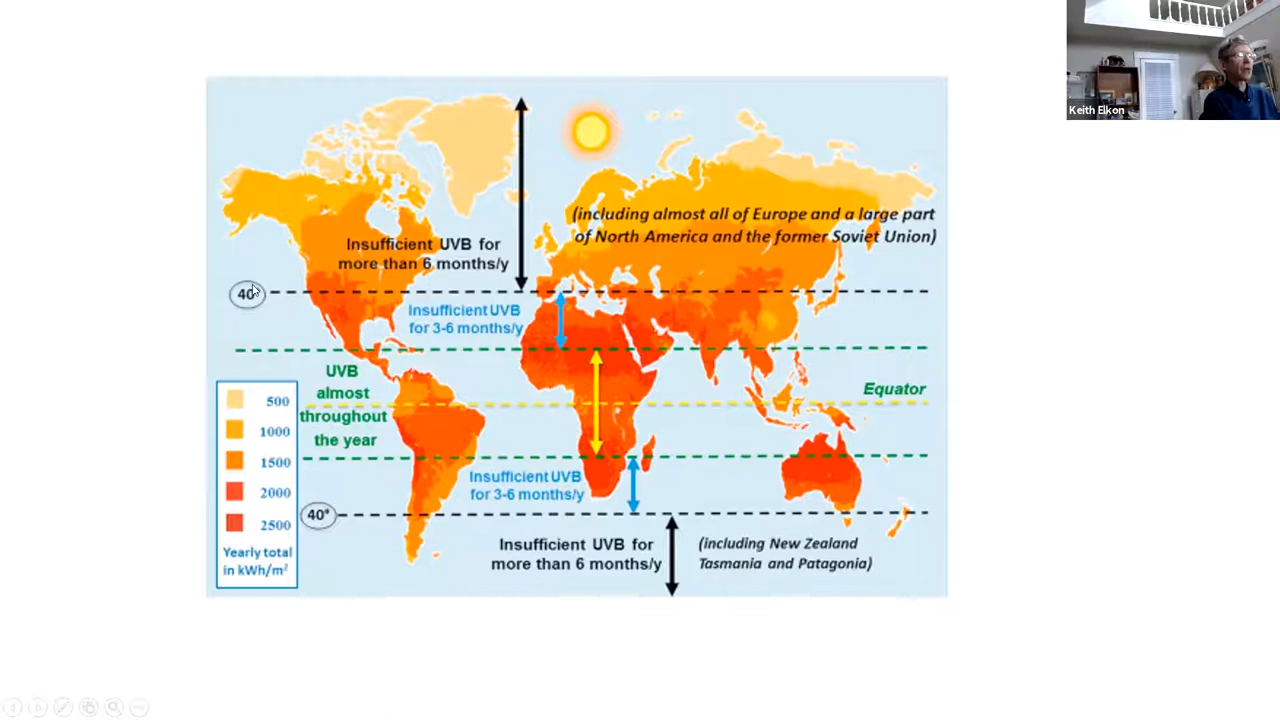 Keith Elkon
(including almost all of Europe and a large part
of North America and the former Soviet Union)
Insufficient UVB for
more than 6 months/y
40°
Insufficient UVB
for 3-6 months/y
UVB
almost
throughout
the year
Equator
500
1000
1500
2000
2500
Yearly total
in kWh/m²
Insufficient UVB
for 3-6 months/y
40°
Insufficient UVB for
more than 6 months/y
(including New Zealand
Tasmania and Patagonia)